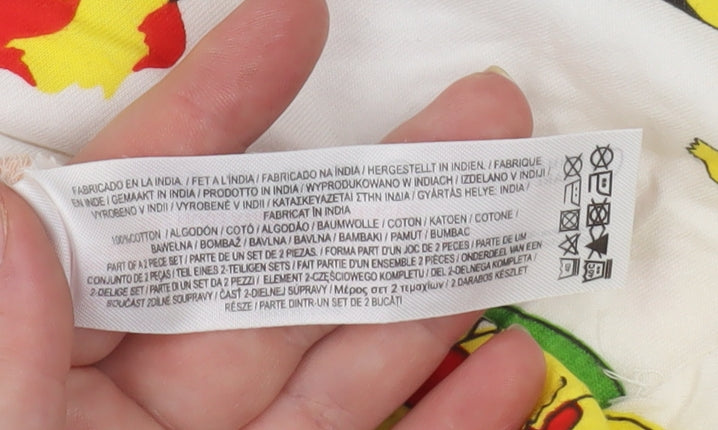 FABRICADO EN LA INDIA / FET A L'ÍNDIA / FABRICADO NA ÍNDIA / HERGESTELLT IN INDIEN. / FABRIQUE
EN INDE / GEMAAKT IN INDIA / PRODOTTO IN INDIA / WYPRODUKOWANO W INDIACH / IZDELANO V INDIJI /
VYROBENO V INDII / VYROBENÉ V INDII / ΚΑΤΑΣΚΕΥΑΖΕΤΑΙ ΣΤΗΝ ΙΝΔΙΑ / GYÁRTÁS HELYE: INDIA /
FABRICAT ÎN INDIA
100%COTTON / ALGODÓN / COTÓ / ALGODÃO / BAUMWOLLE / COTON / KATOEN / COTONE /
BAWEŁNA / BOMBAŽ / BAVLNA / BAVLNA / BAMBAKI / PAMUT / BUMBAC
PART OF A 2 PIECE SET / PARTE DE UN SET DE 2 PIEZAS. / FORMA PART D'UN JOC DE 2 PECES / PARTE DE UM
CONJUNTO DE 2 PEÇAS / TEIL EINES 2-TEILIGEN SETS / FAIT PARTIE D'UN ENSEMBLE 2 PIÈCES / ONDERDEEL VAN EEN
2-DELIGE SET / PARTE DI UN SET DA 2 PEZZI / ELEMENT 2-CZĘŚCIOWEGO KOMPLETU / DEL 2-DELNEGA KOMPLETA /
SOUČÁST 2DÍLNÉ SOUPRAVY / ČASŤ 2-DIELNEJ SÚPRAVY / Μέρος σετ 2 τεμαχίων / 2 DARABOS KÉSZLET
RÉSZE / PARTE DINTR-UN SET DE 2 BUCĂȚI